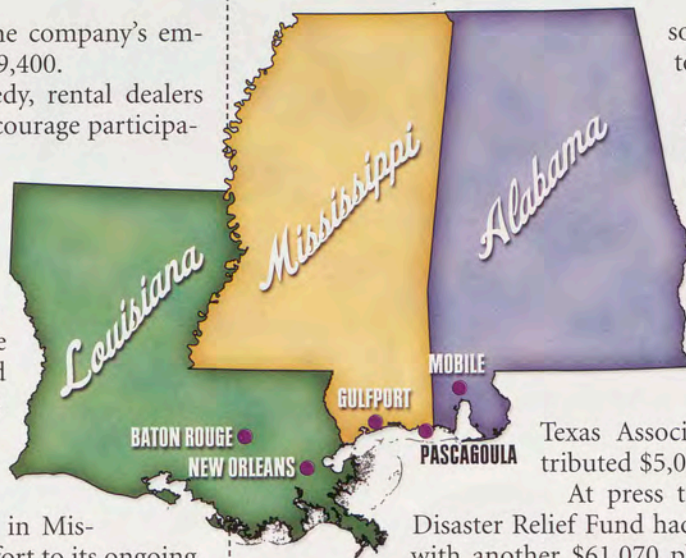 he company's em-
9,400.
edy, rental dealers
courage participa-
Mississippi
Alabama
Louisiana
MOBILE
GULFPORT
BATON ROUGE
NEW ORLEANS
PASCAGOULA
in Mis-
fort to its ongoing
Texas Associ
tributed $5,0
At press t
Disaster Relief Fund had
with another $61,070 pl